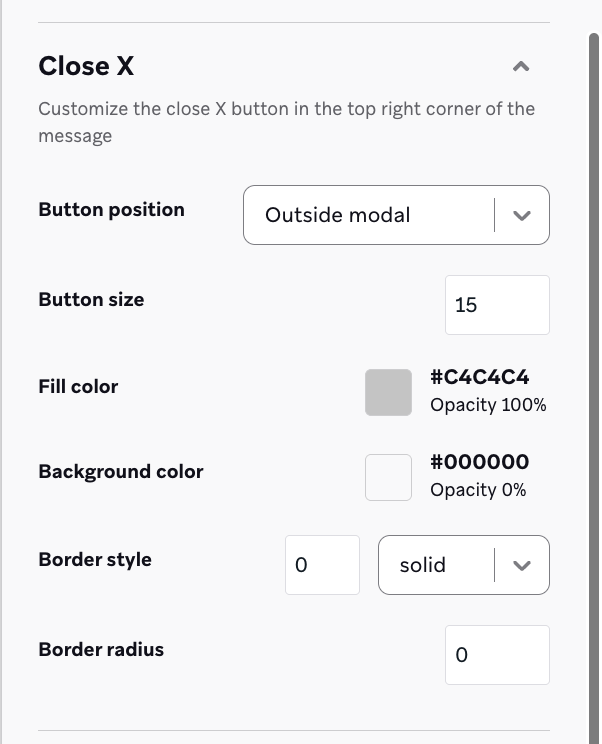 Close X
Customize the close X button in the top right corner of the
message
Button position
Outside modal
Button size
15
Fill color
#C4C4C4
Opacity 100%
Background color
#000000
Opacity 0%
Border style
0
solid
Border radius
0